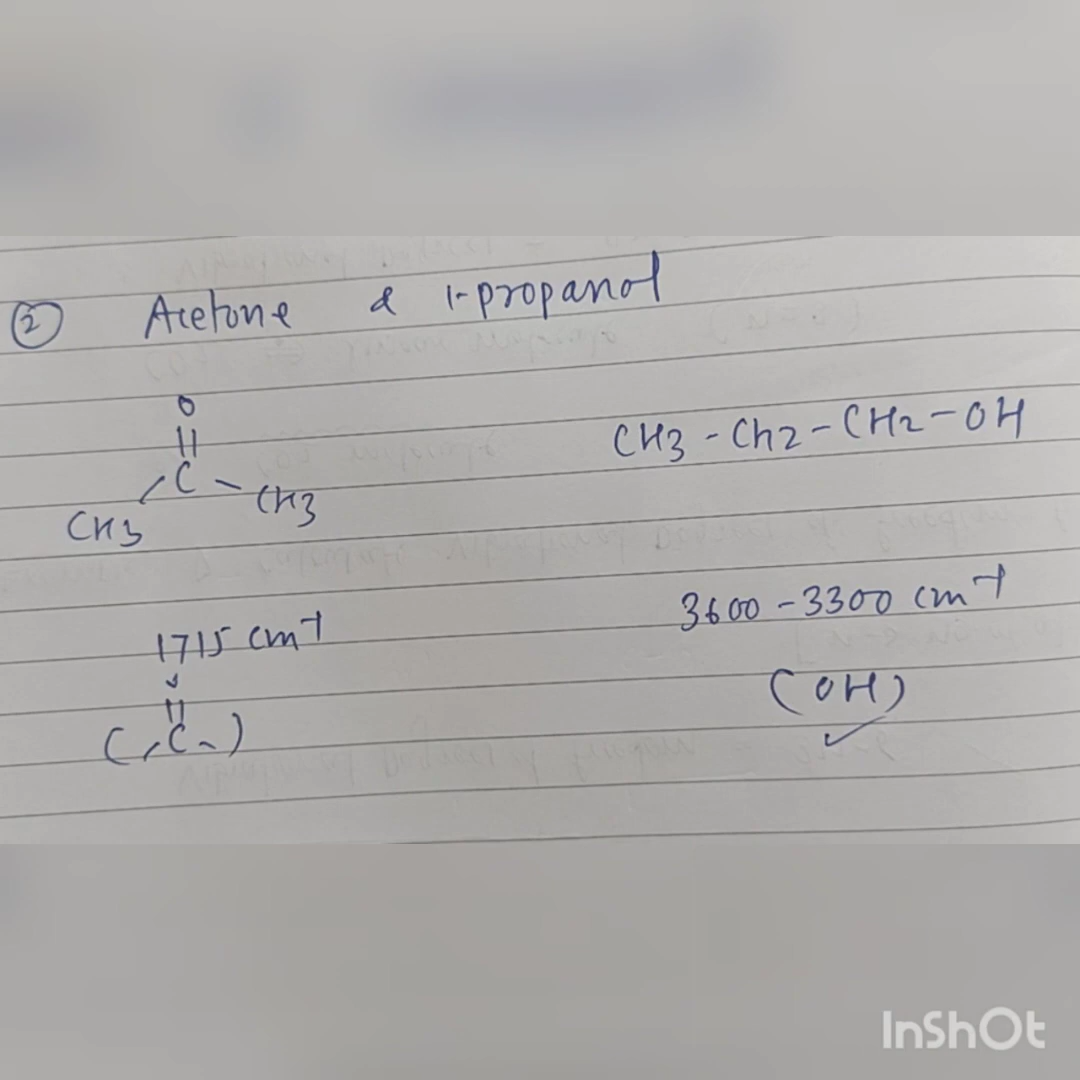 ② Acetone & 1-propanol
O
||
C
CH3 CH3
CH3 - Ch2 - CH2 - OH
1715 cm-1
3600 - 3300 cm-1
O
||
( C )
(OH)
InShOt